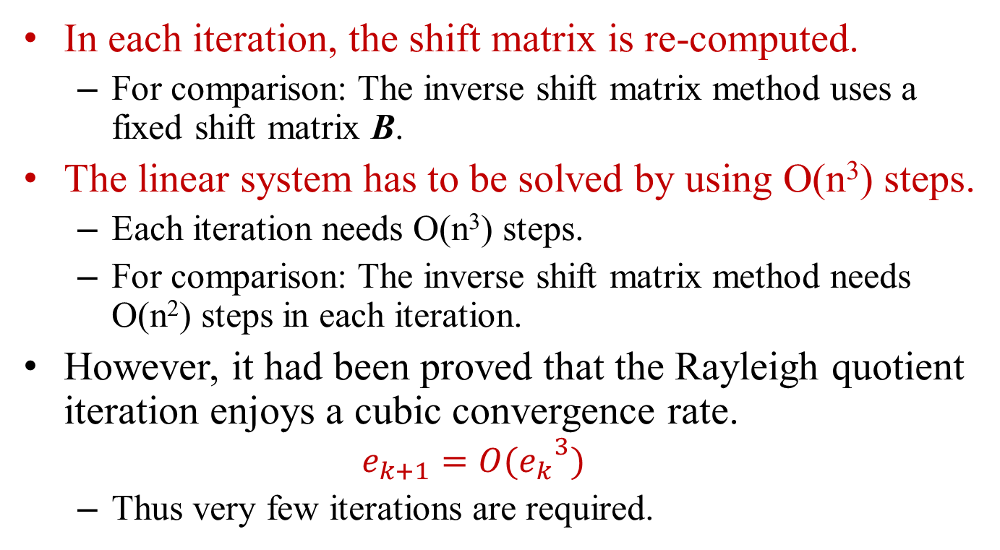 • In each iteration, the shift matrix is re-computed.
– For comparison: The inverse shift matrix method uses a
fixed shift matrix B.
• The linear system has to be solved by using O(n³) steps.
– Each iteration needs O(n³) steps.
– For comparison: The inverse shift matrix method needs
O(n²) steps in each iteration.
• However, it had been proved that the Rayleigh quotient
iteration enjoys a cubic convergence rate.
eₖ₊₁ = O(eₖ³)
– Thus very few iterations are required.